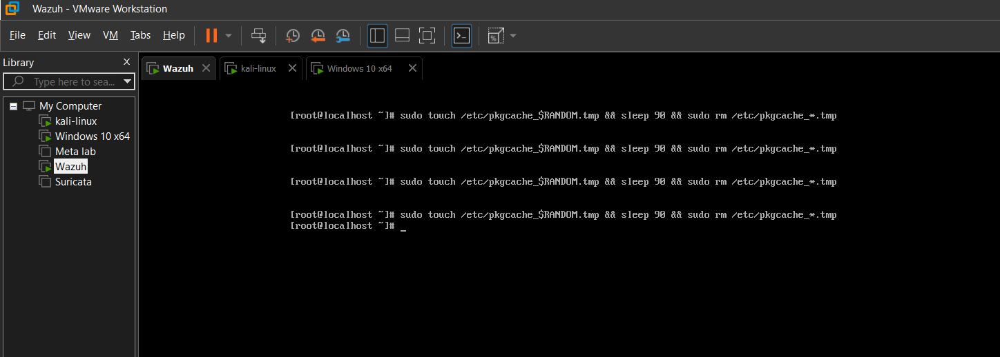 Wazuh - VMware Workstation
File Edit View VM Tabs Help
Library
Type here to sea...
My Computer
kali-linux
Windows 10 x64
Meta lab
Wazuh
Suricata
Wazuh kali-linux Windows 10 x64
[root@localhost ~]# sudo touch /etc/pkgcache_$RANDOM.tmp && sleep 90 && sudo rm /etc/pkgcache_*.tmp
[root@localhost ~]# sudo touch /etc/pkgcache_$RANDOM.tmp && sleep 90 && sudo rm /etc/pkgcache_*.tmp
[root@localhost ~]# sudo touch /etc/pkgcache_$RANDOM.tmp && sleep 90 && sudo rm /etc/pkgcache_*.tmp
[root@localhost ~]# sudo touch /etc/pkgcache_$RANDOM.tmp && sleep 90 && sudo rm /etc/pkgcache_*.tmp
[root@localhost ~]# _